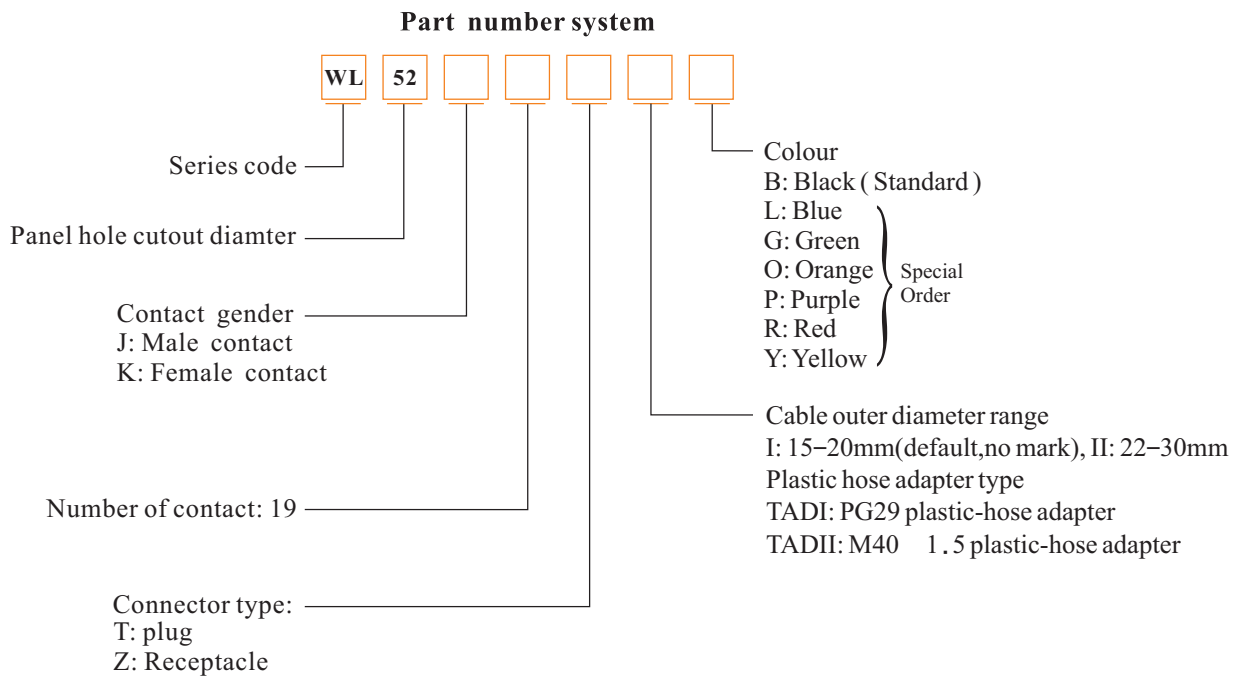 Part number system
WL 52
Series code
Panel hole cutout diamter
Contact gender
J: Male contact
K: Female contact
Number of contact: 19
Connector type:
T: plug
Z: Receptacle
Colour
B: Black ( Standard )
L: Blue
G: Green
O: Orange
P: Purple
R: Red
Y: Yellow
Special
Order
Cable outer diameter range
I: 15–20mm(default,no mark), II: 22–30mm
Plastic hose adapter type
TADI: PG29 plastic-hose adapter
TADII: M40 1.5 plastic-hose adapter